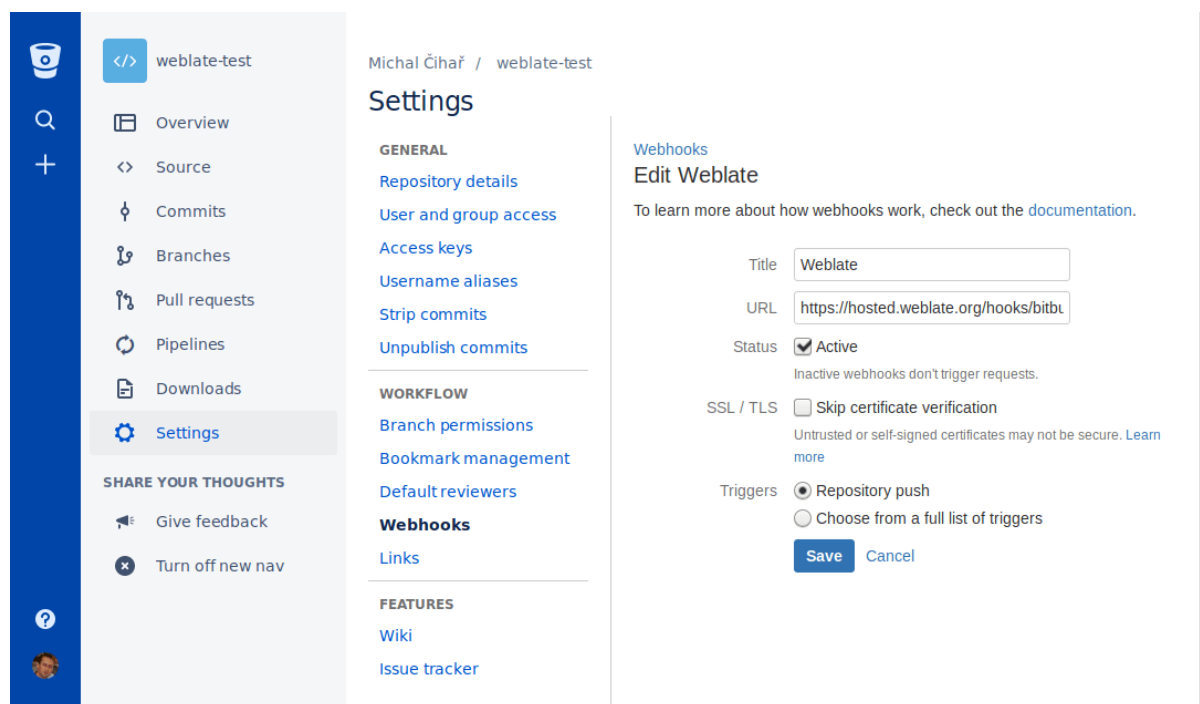 weblate-test
Overview
Source
Commits
Branches
Pull requests
Pipelines
Downloads
Settings
SHARE YOUR THOUGHTS
Give feedback
Turn off new nav
Michal Čihař / weblate-test
Settings
GENERAL
Repository details
User and group access
Access keys
Username aliases
Strip commits
Unpublish commits
WORKFLOW
Branch permissions
Bookmark management
Default reviewers
Webhooks
Links
FEATURES
Wiki
Issue tracker
Webhooks
Edit Weblate
To learn more about how webhooks work, check out the documentation.
Title Weblate
URL https://hosted.weblate.org/hooks/bitbu
Status Active
Inactive webhooks don't trigger requests.
SSL / TLS Skip certificate verification
Untrusted or self-signed certificates may not be secure. Learn
more
Triggers Repository push
Choose from a full list of triggers
Save Cancel